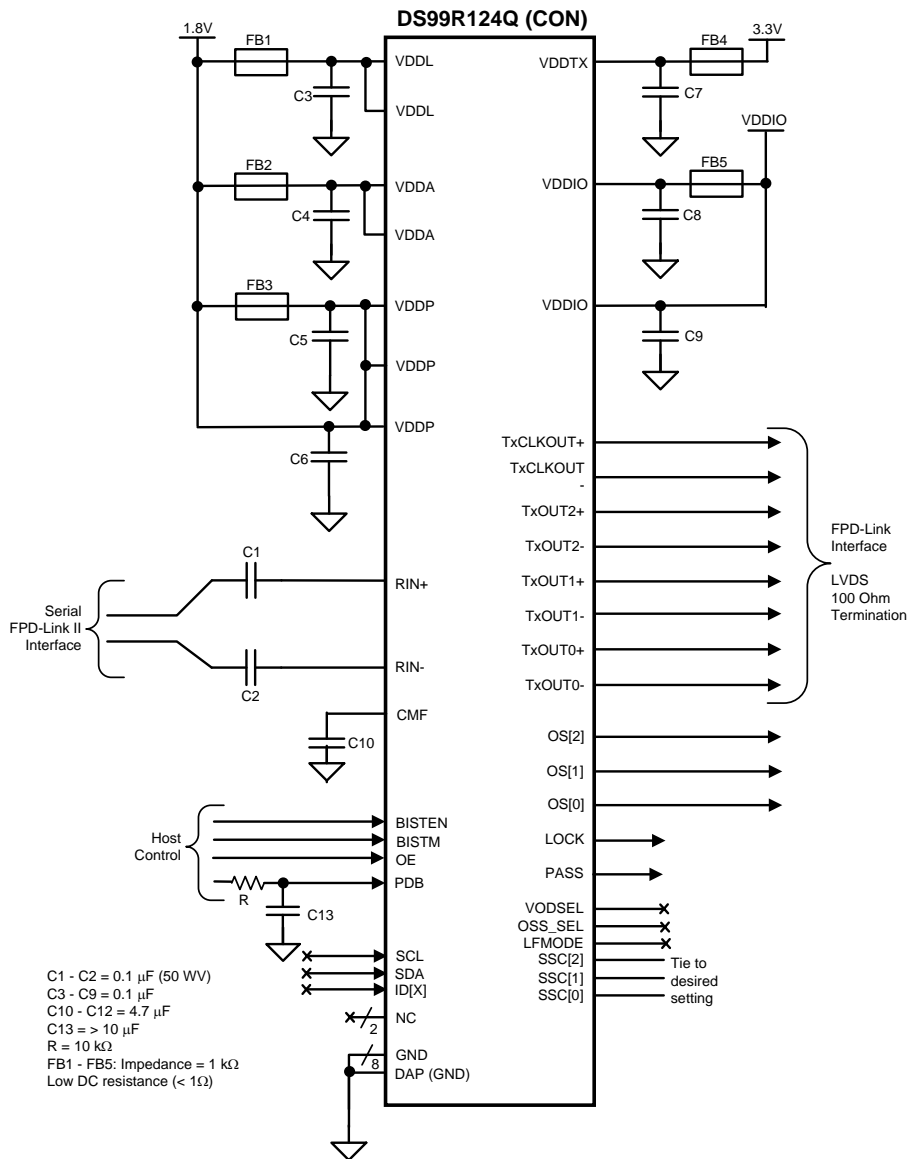 DS99R124Q (CON)
1.8V
FB1
C3
VDDL
VDDL
FB2
C4
VDDA
VDDA
FB3
C5
VDDP
VDDP
VDDP
C6
3.3V
FB4
VDDTX
C7
VDDIO
FB5
VDDIO
C8
VDDIO
C9
Serial
FPD-Link II
Interface
C1
RIN+
C2
RIN-
CMF
C10
TxCLKOUT+
TxCLKOUT
-
TxOUT2+
TxOUT2-
TxOUT1+
TxOUT1-
TxOUT0+
TxOUT0-
FPD-Link
Interface
LVDS
100 Ohm
Termination
OS[2]
OS[1]
OS[0]
LOCK
PASS
Host
Control
BISTEN
BISTM
OE
PDB
R
C13
SCL
SDA
ID[X]
NC
2
GND
8
DAP (GND)
VODSEL
OSS_SEL
LFMODE
SSC[2]
SSC[1]
SSC[0]
Tie to
desired
setting
C1 - C2 = 0.1 μF (50 WV)
C3 - C9 = 0.1 μF
C10 - C12 = 4.7 μF
C13 = > 10 μF
R = 10 kΩ
FB1 - FB5: Impedance = 1 kΩ
Low DC resistance (< 1Ω)